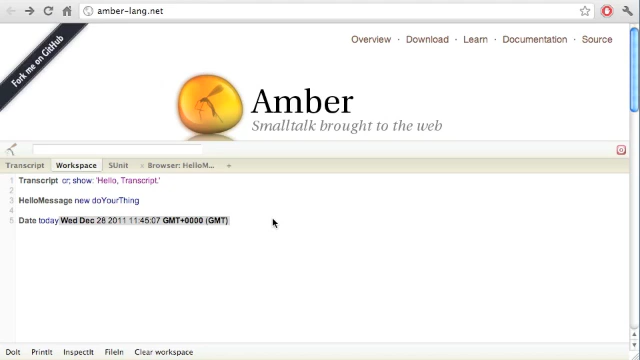 amber-lang.net
Fork me on GitHub
Overview · Download · Learn · Documentation · Source
Amber
Smalltalk brought to the web
Transcript Workspace SUnit Browser: HelloM... +
1 Transcript cr; show: 'Hello, Transcript.'
2
3 HelloMessage new doYourThing
4
5 Date today Wed Dec 28 2011 11:45:07 GMT+0000 (GMT)
DoIt PrintIt InspectIt FileIn Clear workspace